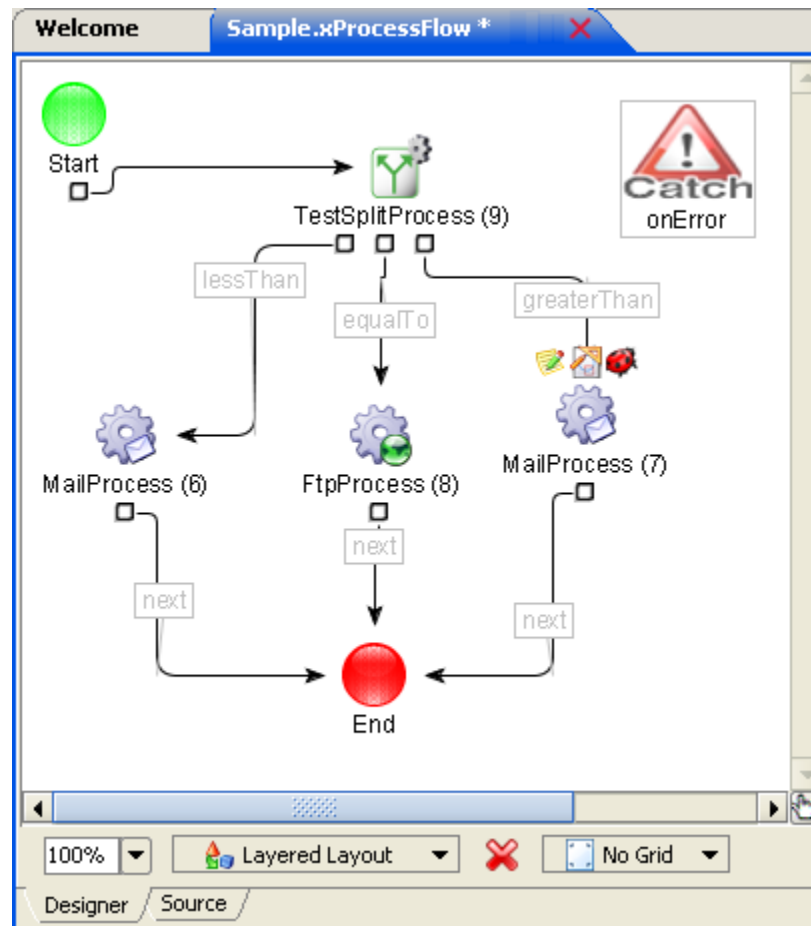 Welcome
Sample.xProcessFlow *
Start
TestSplitProcess (9)
Catch
onError
lessThan
equalTo
greaterThan
MailProcess (6)
FtpProcess (8)
MailProcess (7)
next
next
next
End
100%
Layered Layout
No Grid
Designer
Source